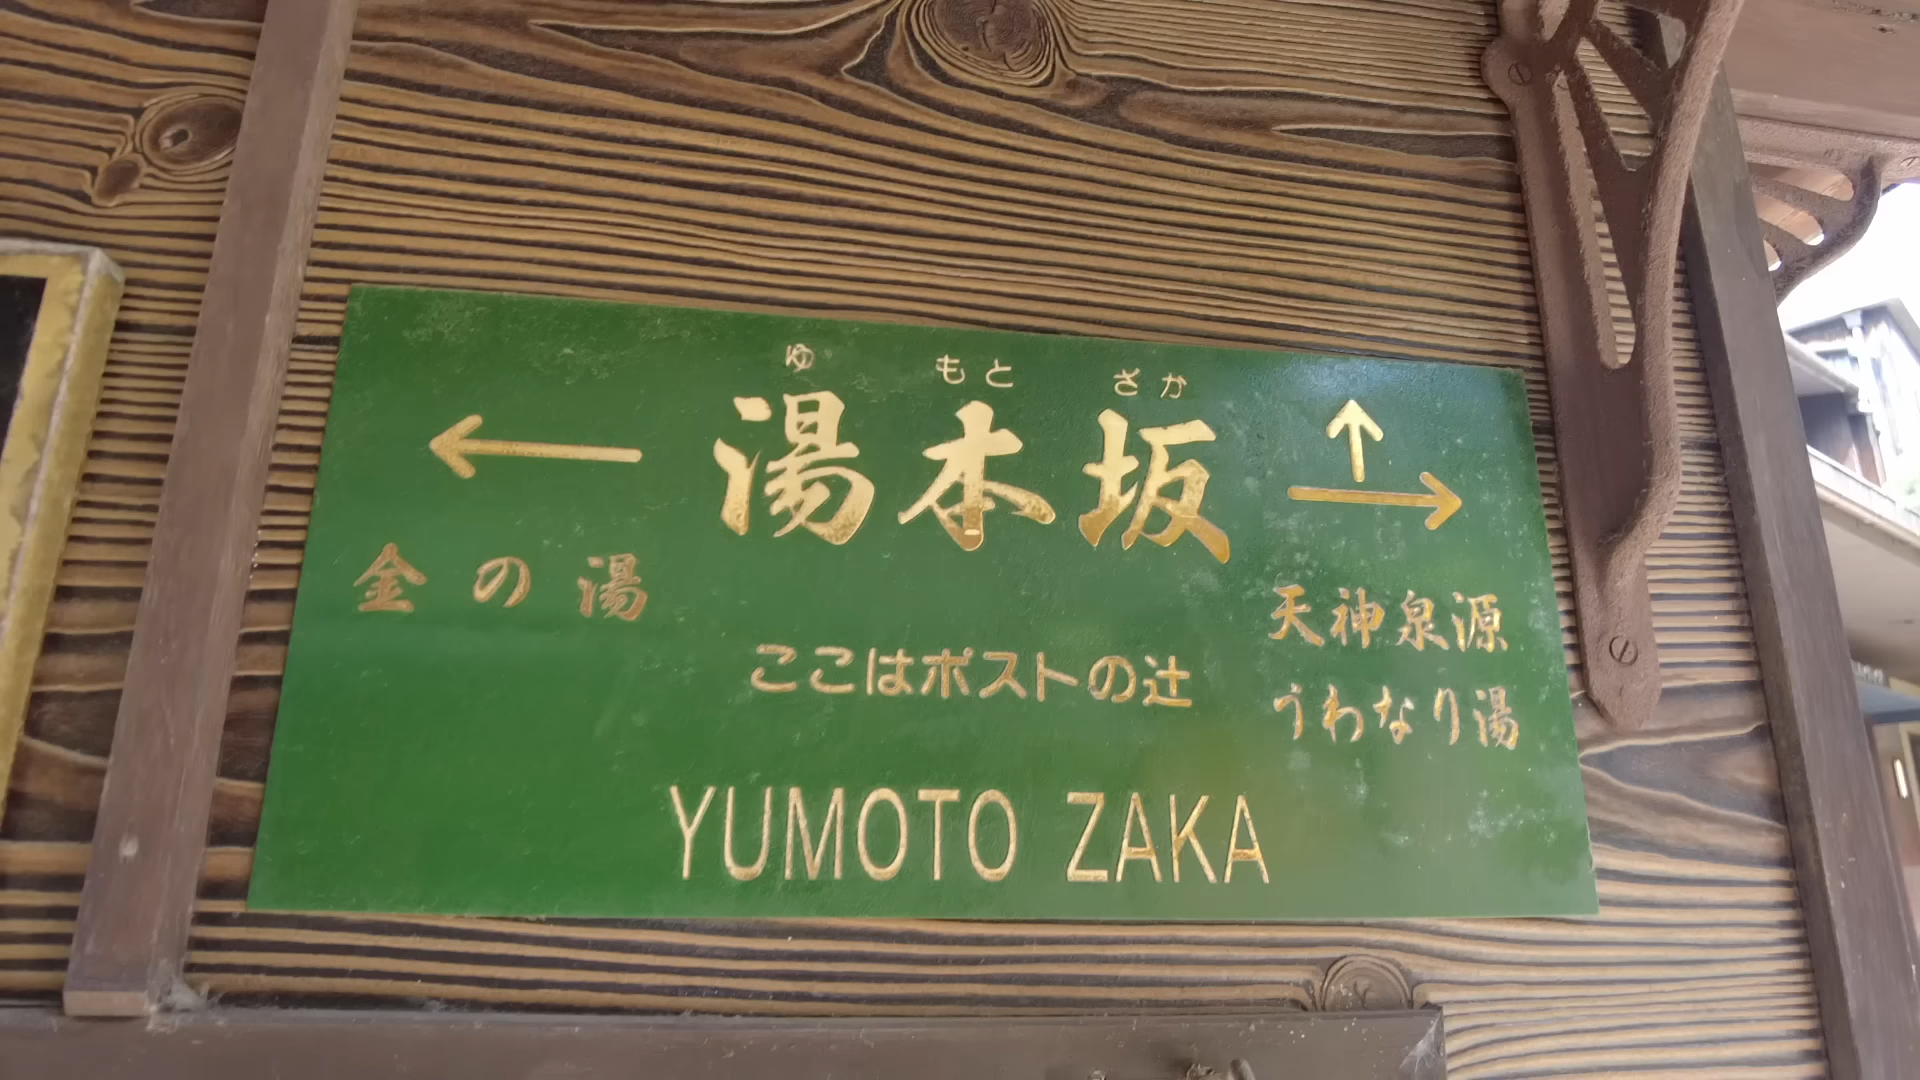 ゆ もと ざか
← 湯本坂 ↑→
金の湯
天神泉源
ここはポストの辻
うわなり湯
YUMOTO ZAKA